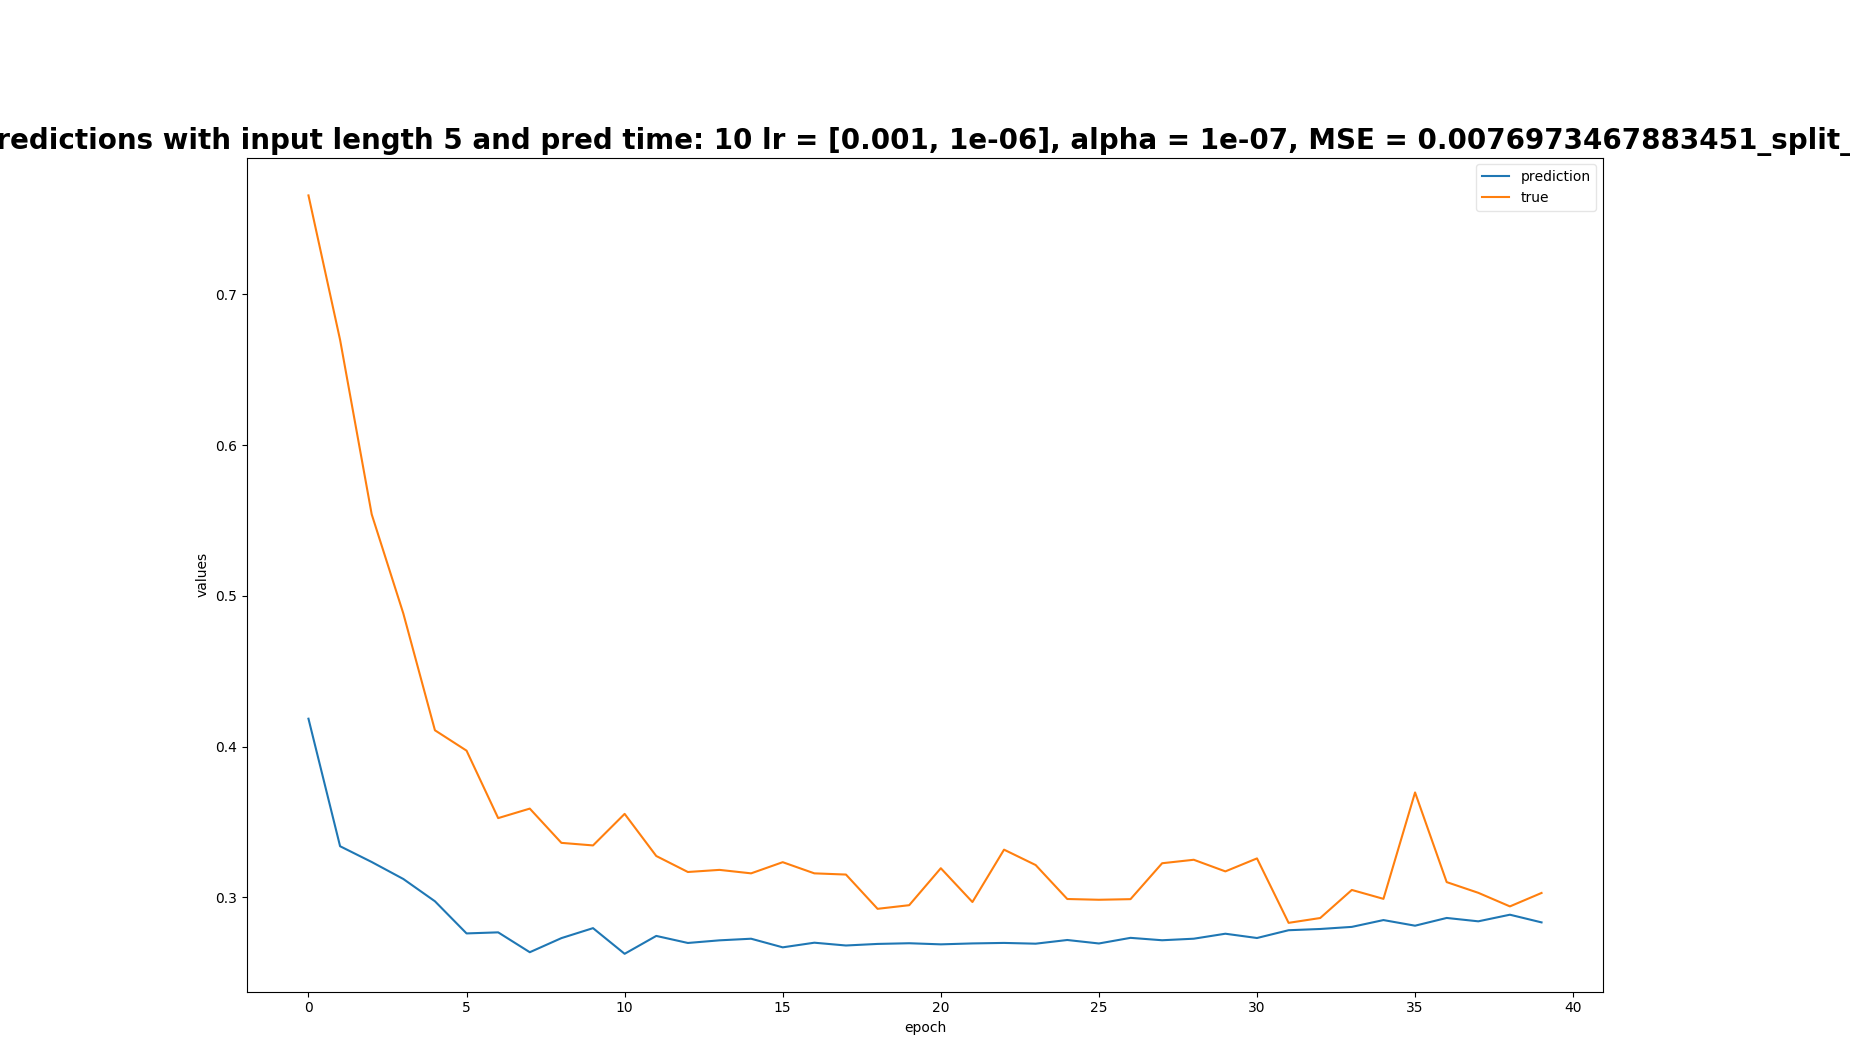 redictions with input length 5 and pred time: 10 lr = [0.001, 1e-06], alpha = 1e-07, MSE = 0.0076973467883451_split_
prediction
true
0.7
0.6
0.5
0.4
0.3
values
0 5 10 15 20 25 30 35 40
epoch